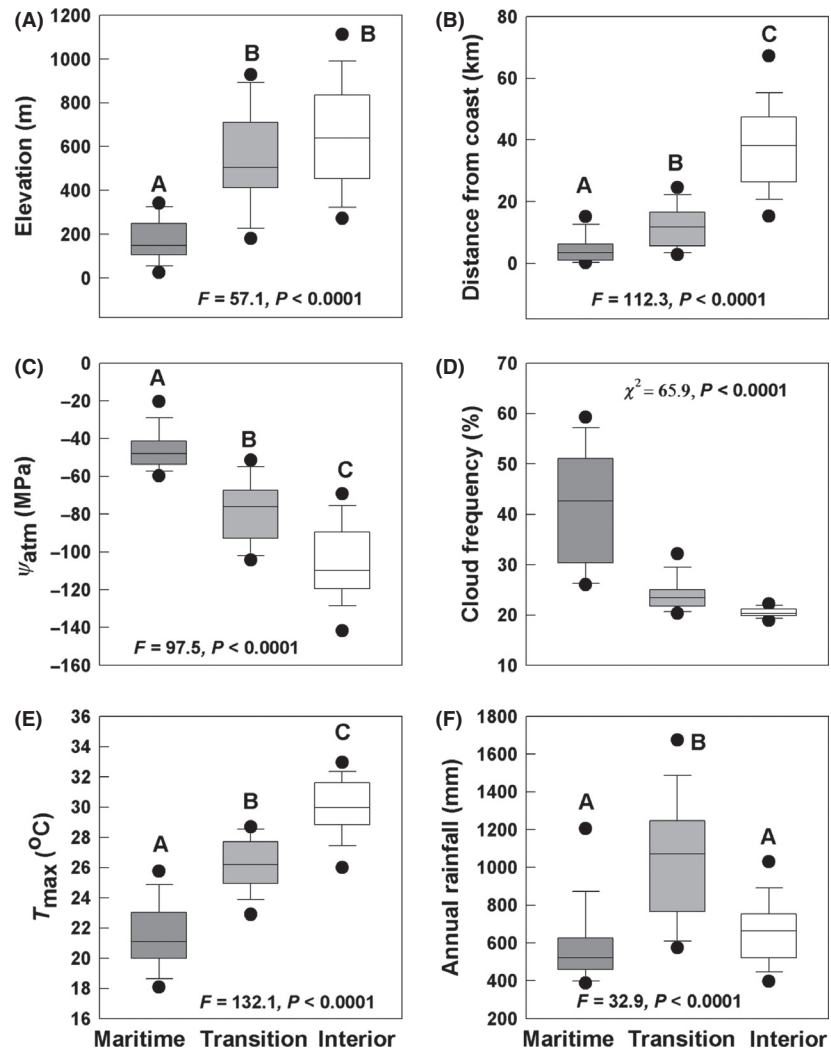 (A)
1200
1000
800
600
400
200
0
Elevation (m)
A
B
B
F = 57.1, P < 0.0001
(B)
80
60
40
20
0
Distance from coast (km)
A
B
C
F = 112.3, P < 0.0001
(C)
0
–20
–40
–60
–80
–100
–120
–140
–160
ψatm (MPa)
A
B
C
F = 97.5, P < 0.0001
(D)
70
60
50
40
30
20
10
Cloud frequency (%)
χ² = 65.9, P < 0.0001
(E)
36
34
32
30
28
26
24
22
20
18
16
Tmax (°C)
A
B
C
F = 132.1, P < 0.0001
Maritime Transition Interior
(F)
1800
1600
1400
1200
1000
800
600
400
200
Annual rainfall (mm)
A
B
A
F = 32.9, P < 0.0001
Maritime Transition Interior